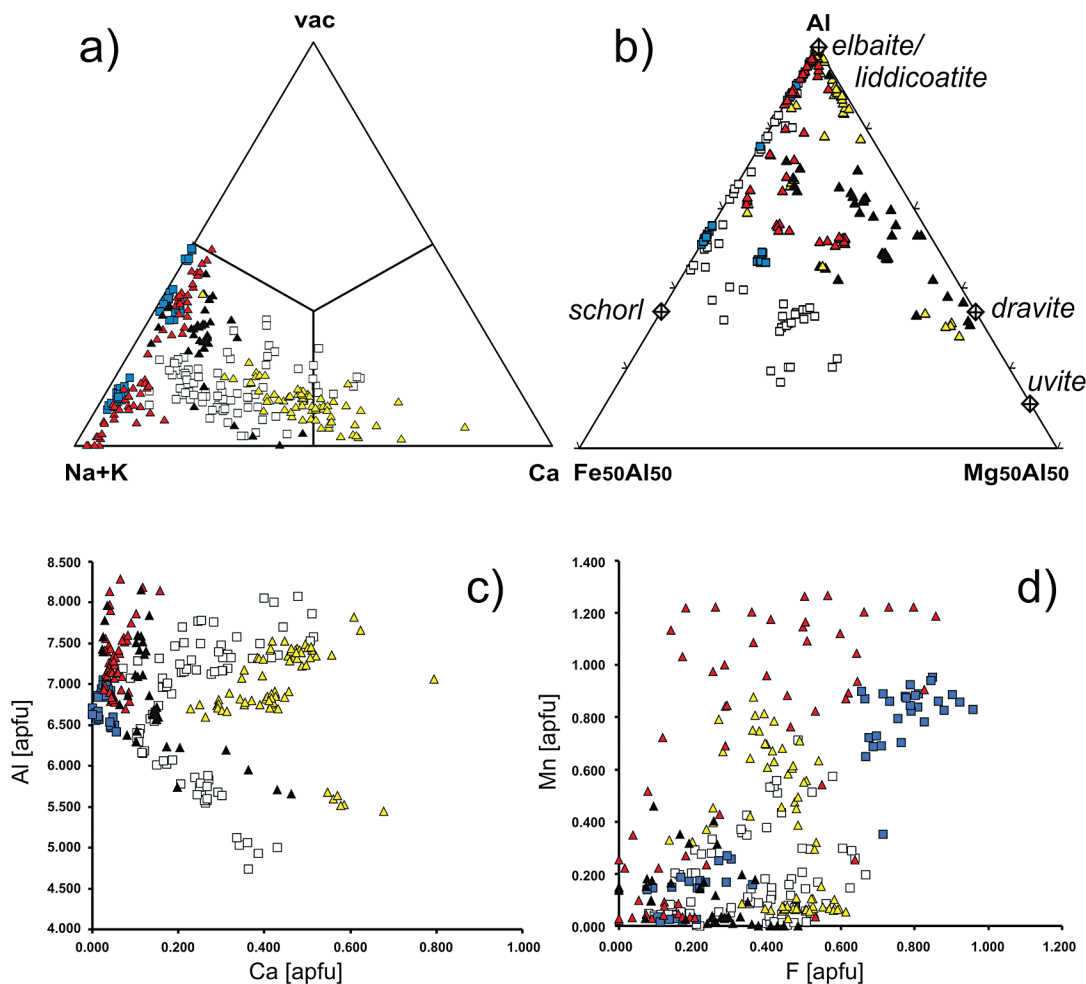 a)
vac
Na+K
Ca
b)
Al
elbaite/
liddicoatite
schorl
dravite
uvite
Fe50Al50
Mg50Al50
c)
8.500
8.000
7.500
7.000
6.500
6.000
5.500
5.000
4.500
4.000
Al [apfu]
0.000 0.200 0.400 0.600 0.800 1.000
Ca [apfu]
d)
1.400
1.200
1.000
0.800
0.600
0.400
0.200
0.000
Mn [apfu]
0.000 0.200 0.400 0.600 0.800 1.000 1.200
F [apfu]